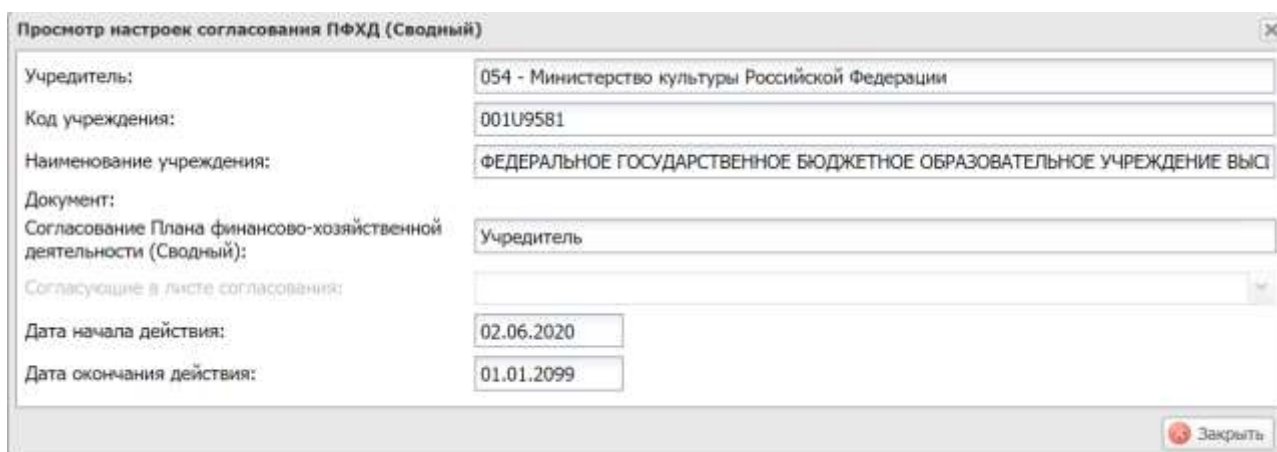 Просмотр настроек согласования ПФХД (Сводный)
Учредитель: 054 - Министерство культуры Российской Федерации
Код учреждения: 001U9581
Наименование учреждения: ФЕДЕРАЛЬНОЕ ГОСУДАРСТВЕННОЕ БЮДЖЕТНОЕ ОБРАЗОВАТЕЛЬНОЕ УЧРЕЖДЕНИЕ ВЫСШ
Документ:
Согласование Плана финансово-хозяйственной
деятельности (Сводный): Учредитель
Согласующие в листе согласования:
Дата начала действия: 02.06.2020
Дата окончания действия: 01.01.2099
Закрыть